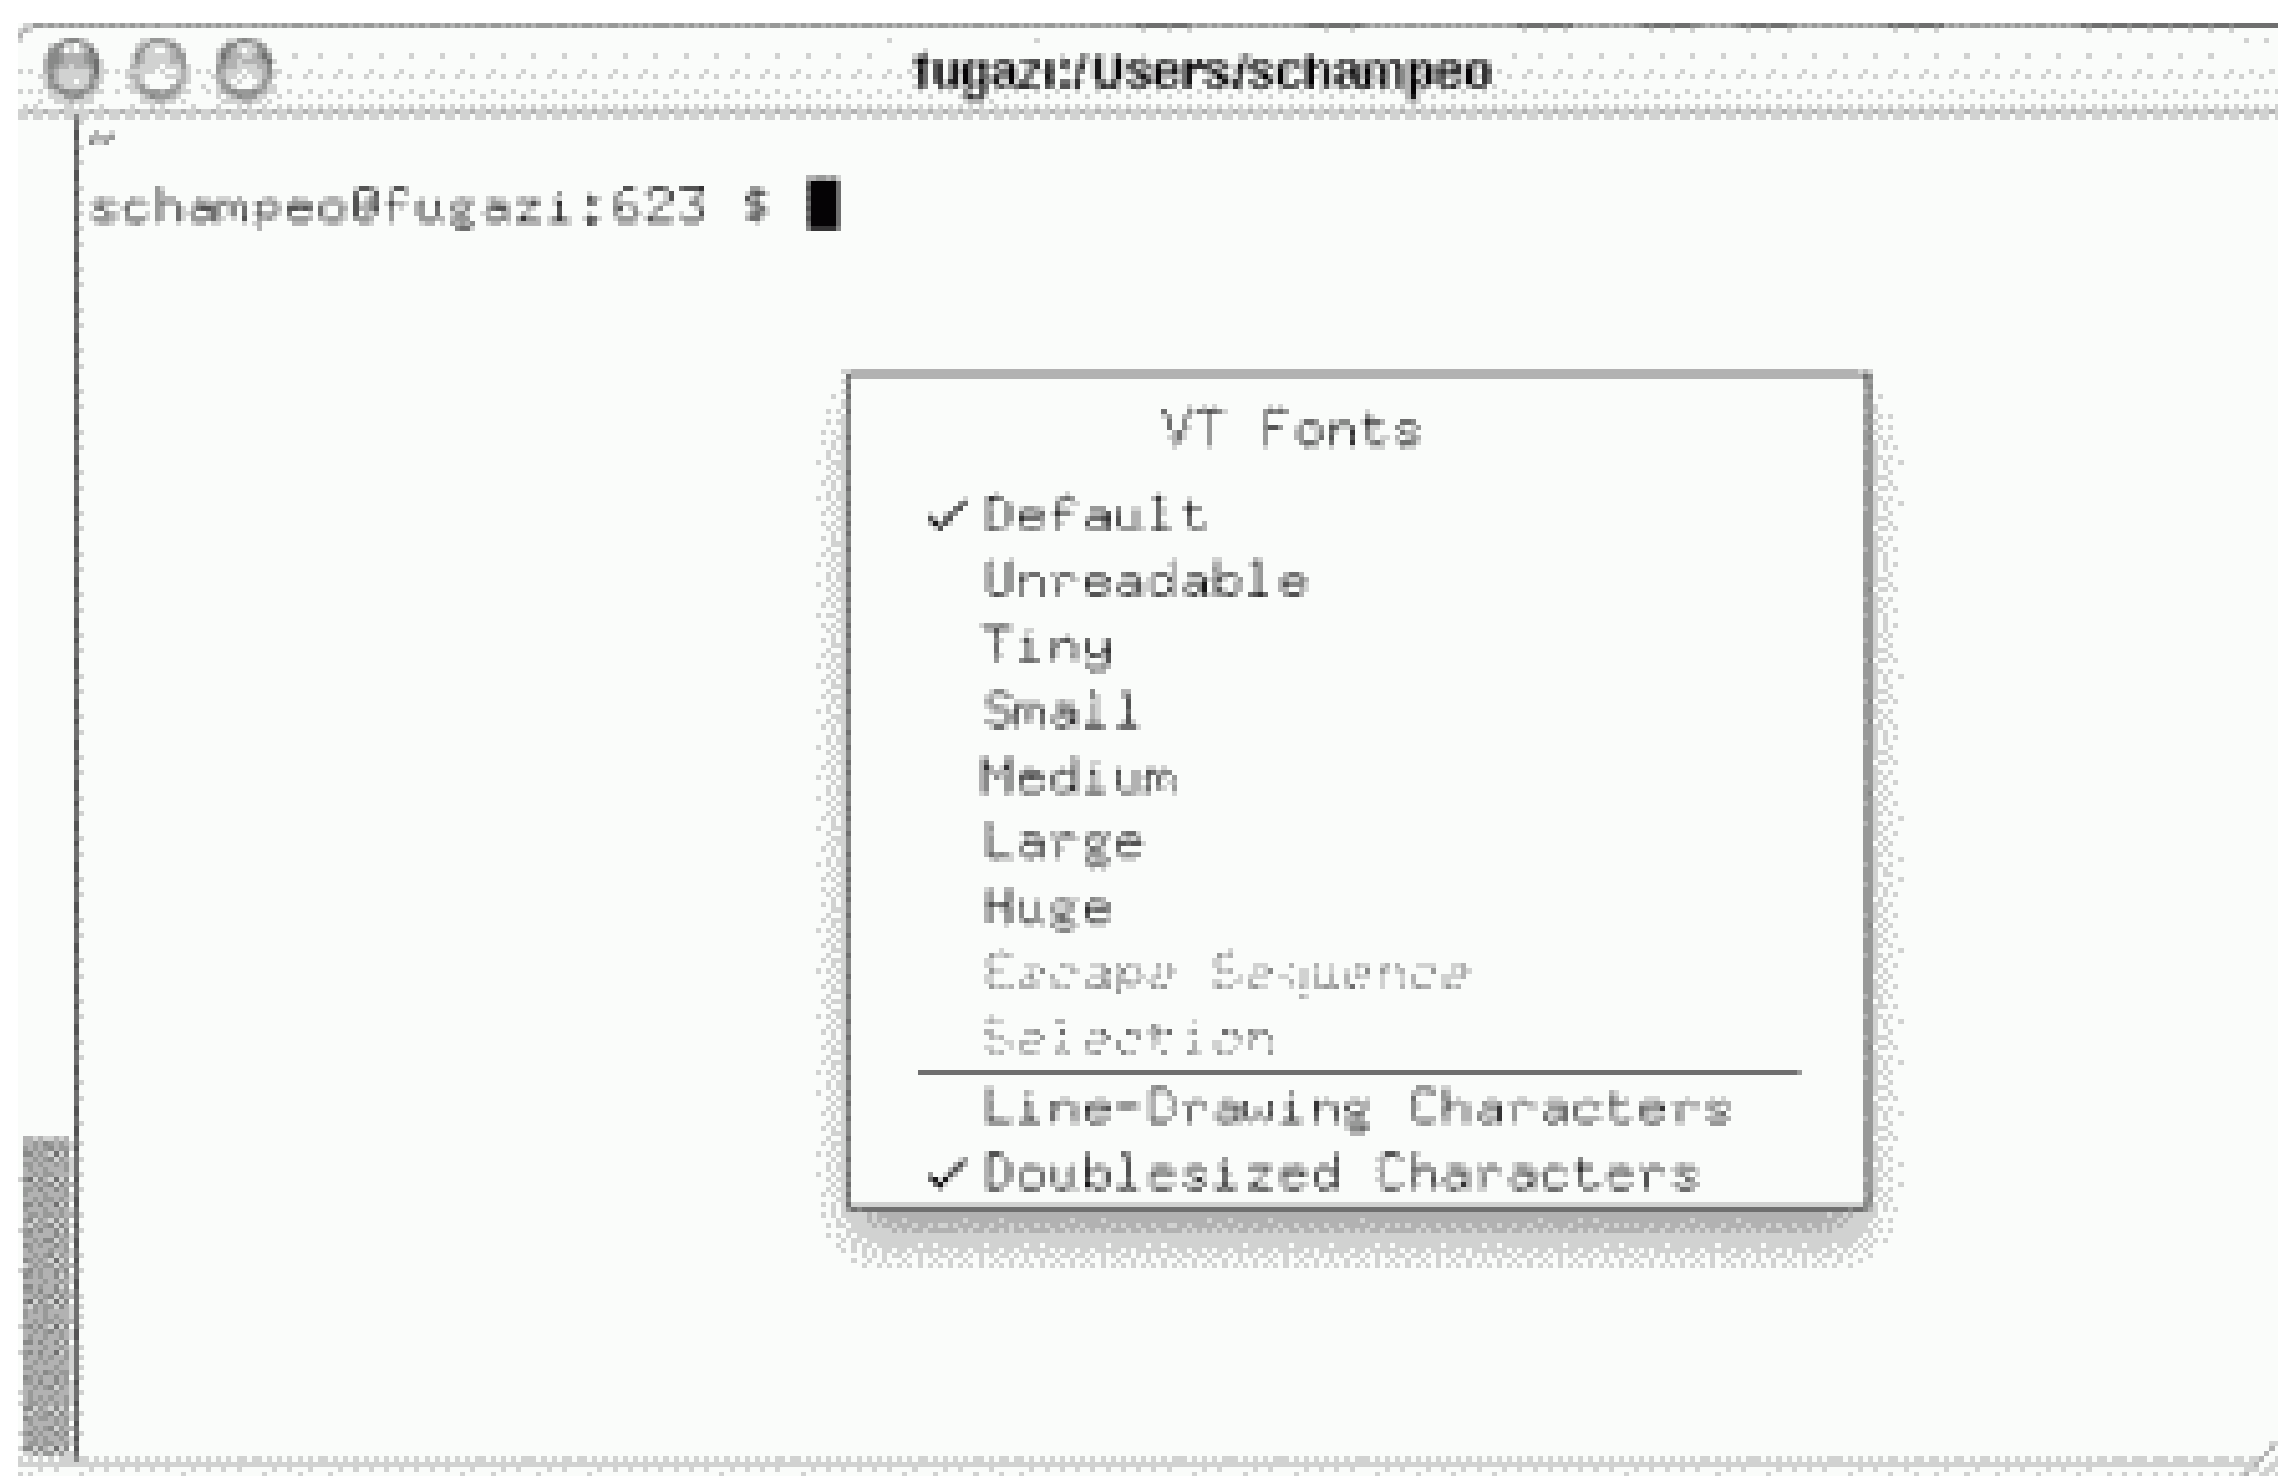 fugazi:/Users/schampeo
~
schampeo@fugazi:623 $
VT Fonts
✓ Default
Unreadable
Tiny
Small
Medium
Large
Huge
Escape Sequence
Selection
Line-Drawing Characters
✓ Doublesized Characters